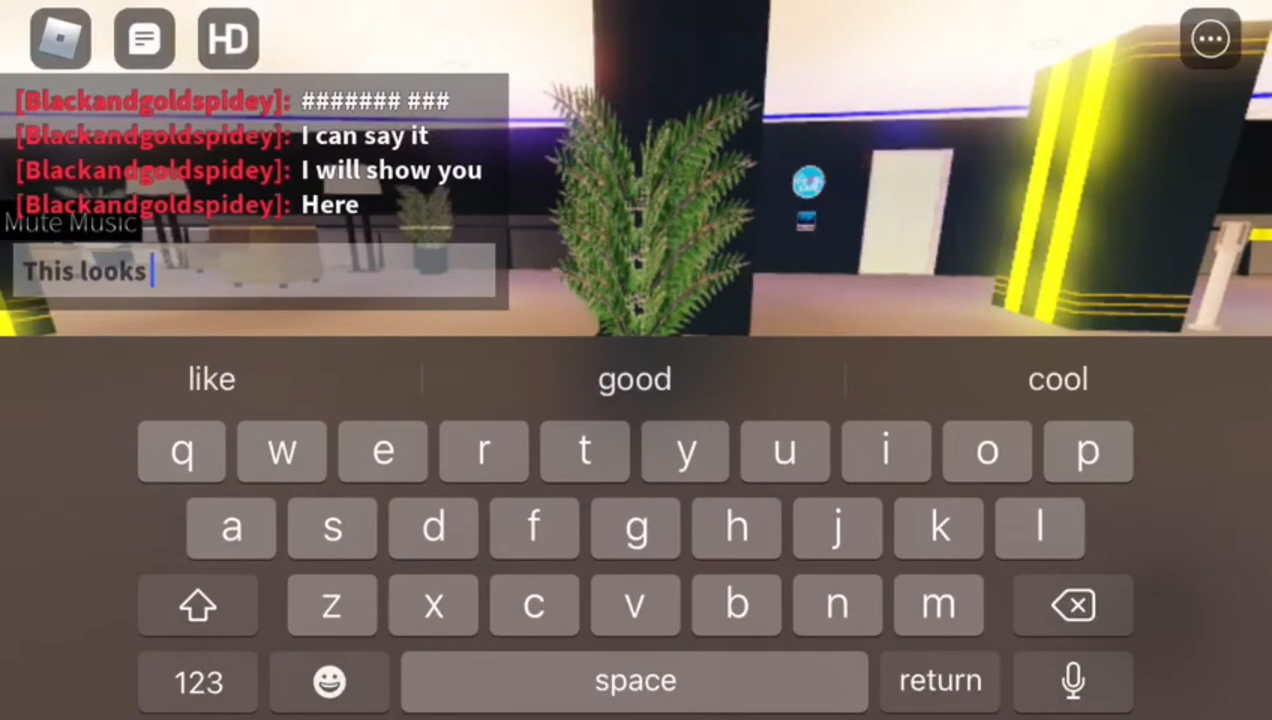 HD
[Blackandgoldspidey]: ####### ###
[Blackandgoldspidey]: I can say it
[Blackandgoldspidey]: I will show you
[Blackandgoldspidey]: Here
Mute Music
This looks
like good cool
q w e r t y u i o p
a s d f g h j k l
z x c v b n m
123 space return